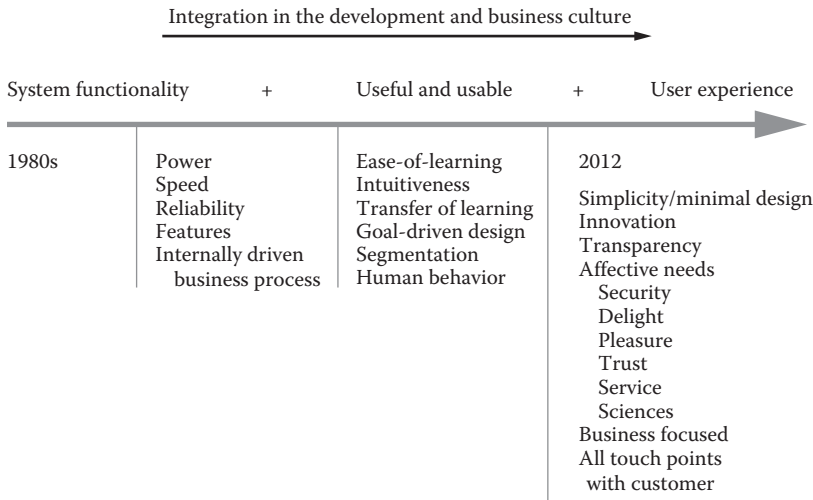 Integration in the development and business culture
System functionality + Useful and usable + User experience
1980s
Power
Speed
Reliability
Features
Internally driven
business process
Ease-of-learning
Intuitiveness
Transfer of learning
Goal-driven design
Segmentation
Human behavior
2012
Simplicity/minimal design
Innovation
Transparency
Affective needs
Security
Delight
Pleasure
Trust
Service
Sciences
Business focused
All touch points
with customer